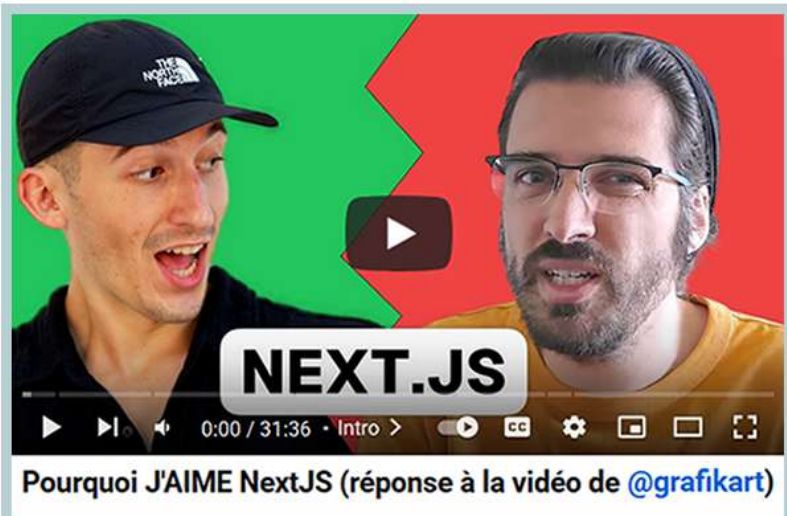 THE
NORTH
FACE
NEXT.JS
0:00 / 31:36 • Intro >
CC
Pourquoi J'AIME NextJS (réponse à la vidéo de @grafikart)